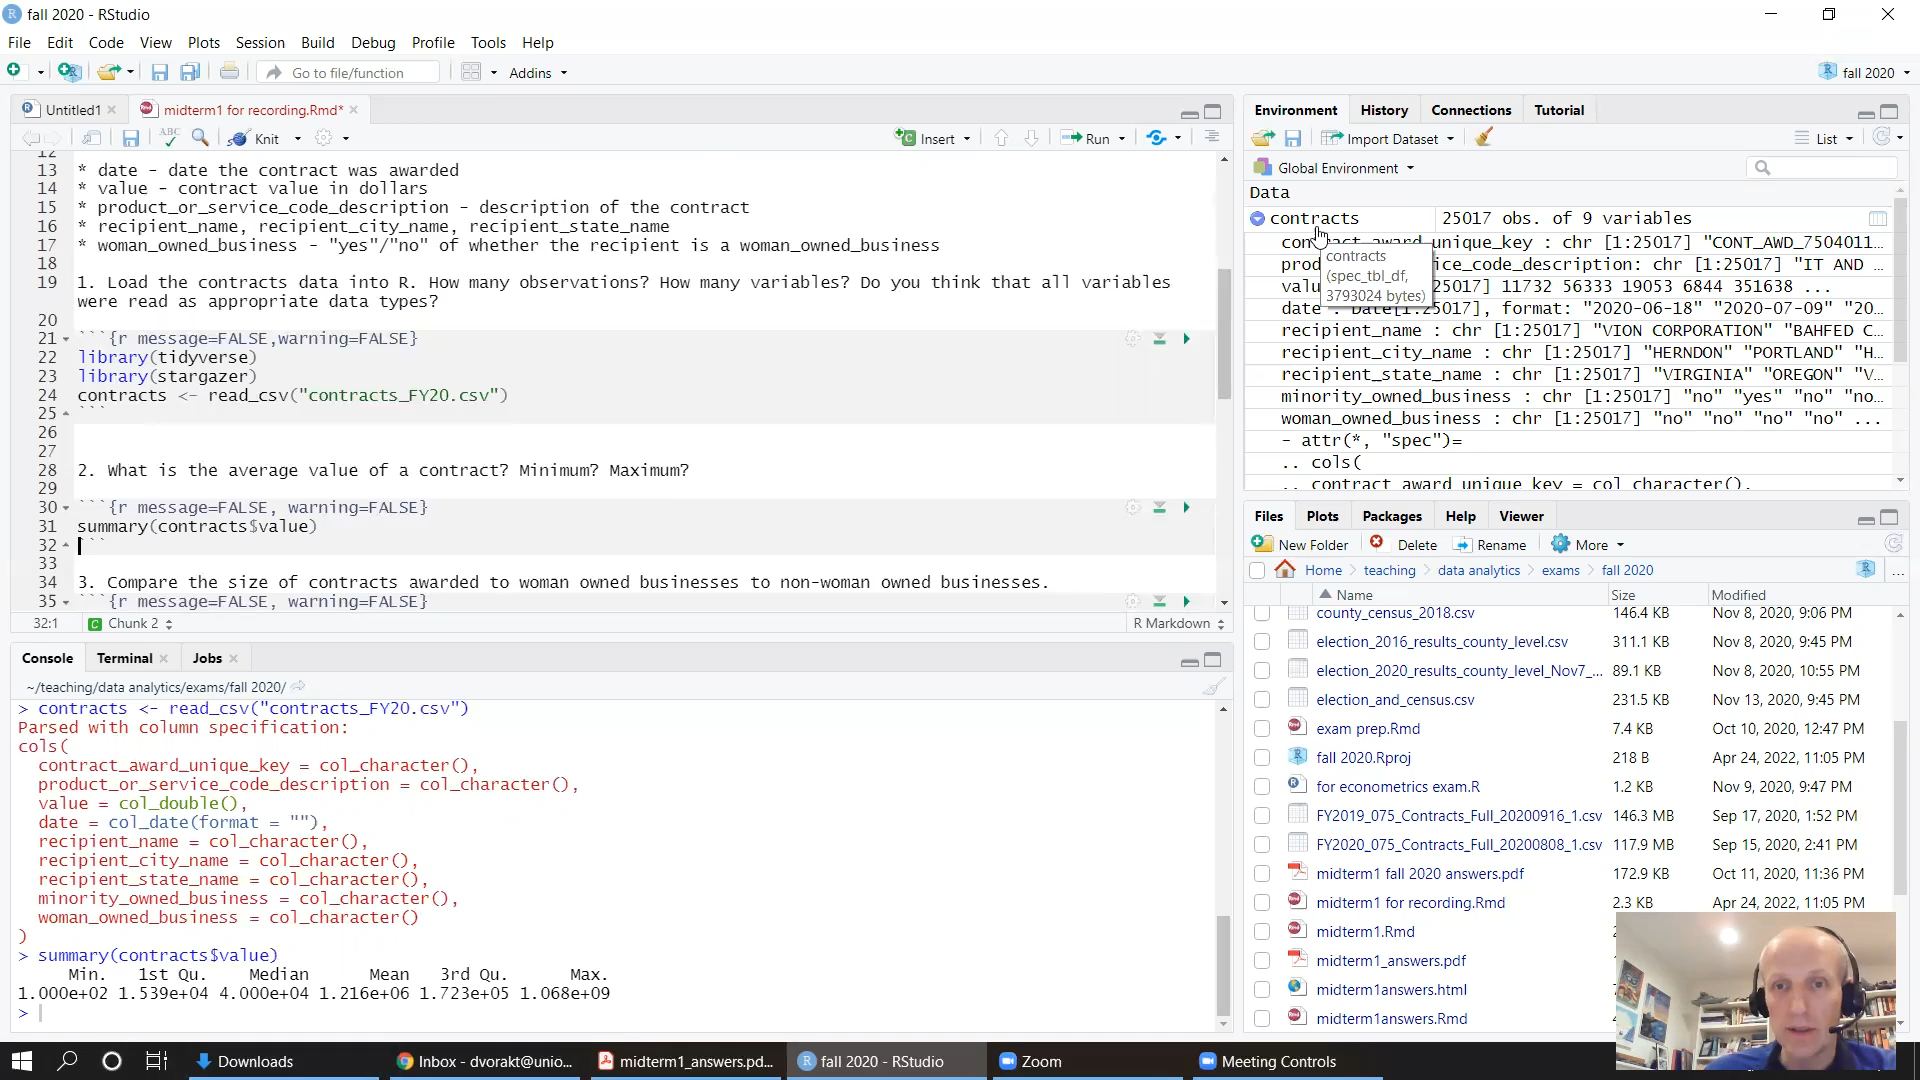 fall 2020 - RStudio
File Edit Code View Plots Session Build Debug Profile Tools Help
Go to file/function
Addins
fall 2020
Untitled1
midterm1 for recording.Rmd*
ABC
Knit
Insert
Run
12
13 * date - date the contract was awarded
14 * value - contract value in dollars
15 * product_or_service_code_description - description of the contract
16 * recipient_name, recipient_city_name, recipient_state_name
17 * woman_owned_business - "yes"/"no" of whether the recipient is a woman_owned_business
18
19 1. Load the contracts data into R. How many observations? How many variables? Do you think that all variables
were read as appropriate data types?
20
21 ```{r message=FALSE,warning=FALSE}
22 library(tidyverse)
23 library(stargazer)
24 contracts <- read_csv("contracts_FY20.csv")
25 ```
26
27
28 2. What is the average value of a contract? Minimum? Maximum?
29
30 ```{r message=FALSE, warning=FALSE}
31 summary(contracts$value)
32 ```
33
34 3. Compare the size of contracts awarded to woman owned businesses to non-woman owned businesses.
35 ```{r message=FALSE, warning=FALSE}
32:1 Chunk 2 R Markdown
Console Terminal Jobs
~/teaching/data analytics/exams/fall 2020/
> contracts <- read_csv("contracts_FY20.csv")
Parsed with column specification:
cols(
contract_award_unique_key = col_character(),
product_or_service_code_description = col_character(),
value = col_double(),
date = col_date(format = ""),
recipient_name = col_character(),
recipient_city_name = col_character(),
recipient_state_name = col_character(),
minority_owned_business = col_character(),
woman_owned_business = col_character()
)
> summary(contracts$value)
Min. 1st Qu. Median Mean 3rd Qu. Max.
1.000e+02 1.539e+04 4.000e+04 1.216e+06 1.723e+05 1.068e+09
>
Environment History Connections Tutorial
Import Dataset
List
Global Environment
Data
contracts 25017 obs. of 9 variables
contract_award_unique_key : chr [1:25017] "CONT_AWD_7504011...
prod ice_code_description: chr [1:25017] "IT AND ...
valu 25017] 11732 56333 19053 6844 351638 ...
date : Date[1:25017], format: "2020-06-18" "2020-07-09" "20...
recipient_name : chr [1:25017] "VION CORPORATION" "BAHFED C...
recipient_city_name : chr [1:25017] "HERNDON" "PORTLAND" "H...
recipient_state_name : chr [1:25017] "VIRGINIA" "OREGON" "V...
minority_owned_business : chr [1:25017] "no" "yes" "no" "no...
woman_owned_business : chr [1:25017] "no" "no" "no" "no" ...
- attr(*, "spec")=
.. cols(
.. contract_award_unique_key = col_character(),
contracts
(spec_tbl_df,
3793024 bytes)
Files Plots Packages Help Viewer
New Folder Delete Rename More
Home teaching data analytics exams fall 2020
...
Name Size Modified
county_census_2018.csv 146.4 KB Nov 8, 2020, 9:06 PM
election_2016_results_county_level.csv 311.1 KB Nov 8, 2020, 9:45 PM
election_2020_results_county_level_Nov7_... 89.1 KB Nov 8, 2020, 10:55 PM
election_and_census.csv 231.5 KB Nov 13, 2020, 9:45 PM
exam prep.Rmd 7.4 KB Oct 10, 2020, 12:47 PM
fall 2020.Rproj 218 B Apr 24, 2022, 11:05 PM
for econometrics exam.R 1.2 KB Nov 9, 2020, 9:47 PM
FY2019_075_Contracts_Full_20200916_1.csv 146.3 MB Sep 17, 2020, 1:52 PM
FY2020_075_Contracts_Full_20200808_1.csv 117.9 MB Sep 15, 2020, 2:41 PM
midterm1 fall 2020 answers.pdf 172.9 KB Oct 11, 2020, 11:36 PM
midterm1 for recording.Rmd 2.3 KB Apr 24, 2022, 11:05 PM
midterm1.Rmd
midterm1_answers.pdf
midterm1answers.html
midterm1answers.Rmd
Downloads
Inbox - dvorakt@unio...
midterm1_answers.pd...
fall 2020 - RStudio
Zoom
Meeting Controls